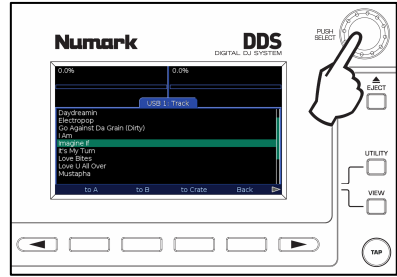 Numark
DDS
DIGITAL DJ SYSTEM
PUSH
SELECT
0.0%
0.0%
USB 1: Track
Daydreamin
Electropop
Go Against Da Grain (Dirty)
I Am
Imagine If
It's My Turn
Love Bites
Love U All Over
Mustapha
to A
to B
to Crate
Back
EJECT
UTILITY
VIEW
TAP